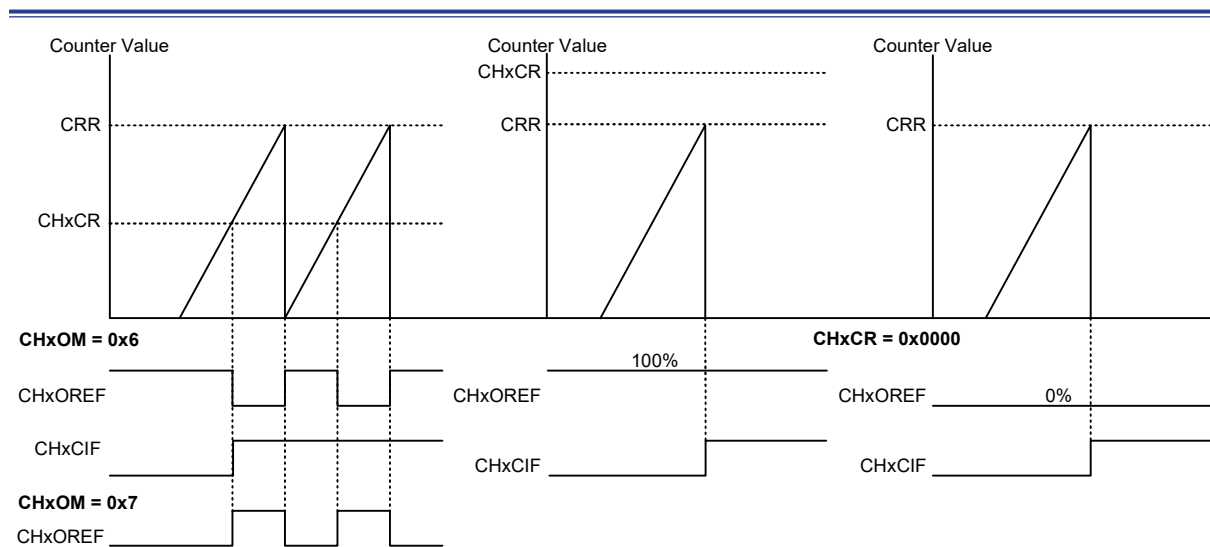 Counter Value
CRR
CHxCR
CHxOM = 0x6
CHxOREF
CHxCIF
CHxOM = 0x7
CHxOREF
Counter Value
CHxCR
CRR
100%
CHxOREF
CHxCIF
Counter Value
CRR
CHxCR = 0x0000
CHxOREF
0%
CHxCIF